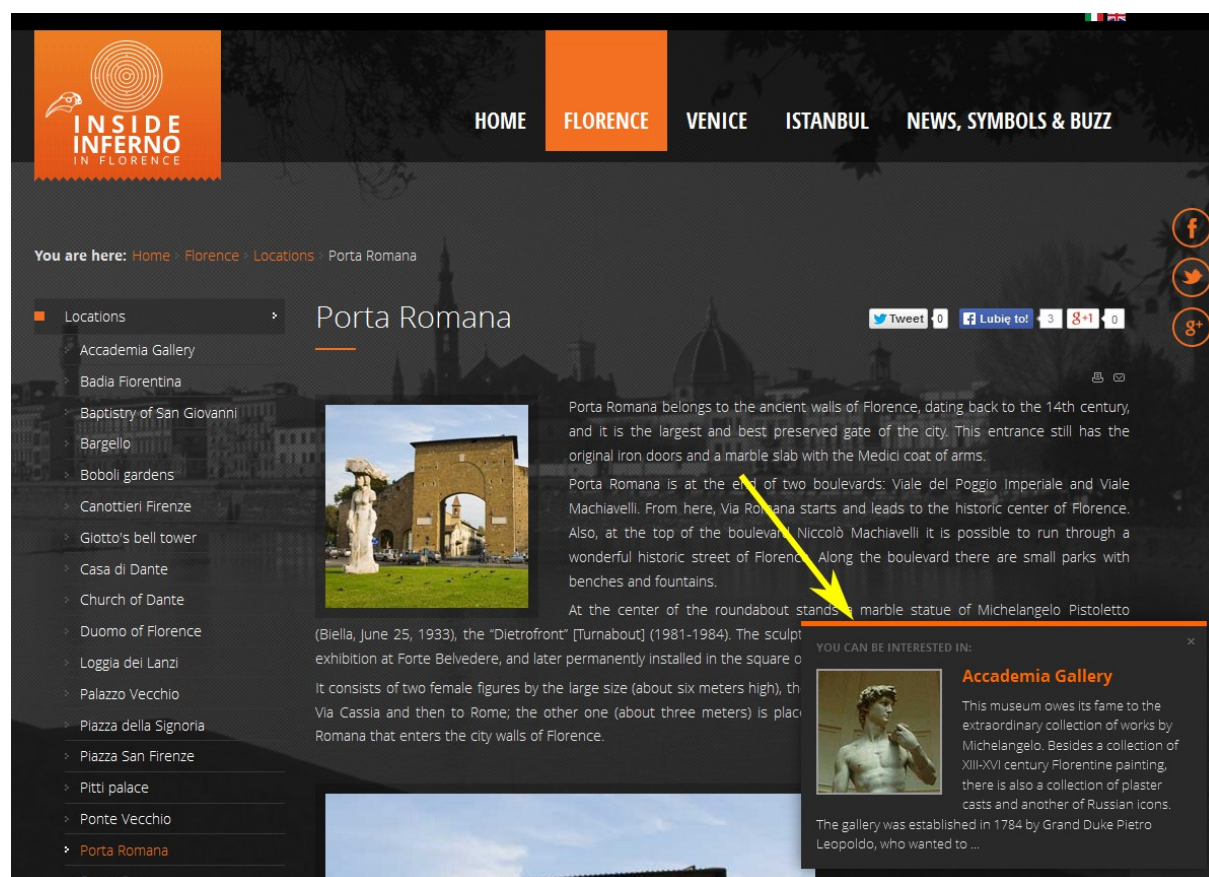 INSIDE
INFERNO
IN FLORENCE
HOME
FLORENCE
VENICE
ISTANBUL
NEWS, SYMBOLS & BUZZ
You are here: Home › Florence › Locations › Porta Romana
Locations
Accademia Gallery
Badia Fiorentina
Baptistry of San Giovanni
Bargello
Boboli gardens
Canottieri Firenze
Giotto's bell tower
Casa di Dante
Church of Dante
Duomo of Florence
Loggia dei Lanzi
Palazzo Vecchio
Piazza della Signoria
Piazza San Firenze
Pitti palace
Ponte Vecchio
Porta Romana
Porta Romana
Tweet 0
Lubię to! 3
g+1 0
f
g+
Porta Romana belongs to the ancient walls of Florence, dating back to the 14th century,
and it is the largest and best preserved gate of the city. This entrance still has the
original iron doors and a marble slab with the Medici coat of arms.
Porta Romana is at the end of two boulevards: Viale del Poggio Imperiale and Viale
Machiavelli. From here, Via Romana starts and leads to the historic center of Florence.
Also, at the top of the boulevard Niccolò Machiavelli it is possible to run through a
wonderful historic street of Florence. Along the boulevard there are small parks with
benches and fountains.
At the center of the roundabout stands a marble statue of Michelangelo Pistoletto
(Biella, June 25, 1933), the "Dietrofront" [Turnabout] (1981-1984). The sculpt
exhibition at Forte Belvedere, and later permanently installed in the square o
It consists of two female figures by the large size (about six meters high), th
Via Cassia and then to Rome; the other one (about three meters) is plac
Romana that enters the city walls of Florence.
YOU CAN BE INTERESTED IN:
×
Accademia Gallery
This museum owes its fame to the
extraordinary collection of works by
Michelangelo. Besides a collection of
XIII-XVI century Florentine painting,
there is also a collection of plaster
casts and another of Russian icons.
The gallery was established in 1784 by Grand Duke Pietro
Leopoldo, who wanted to ...